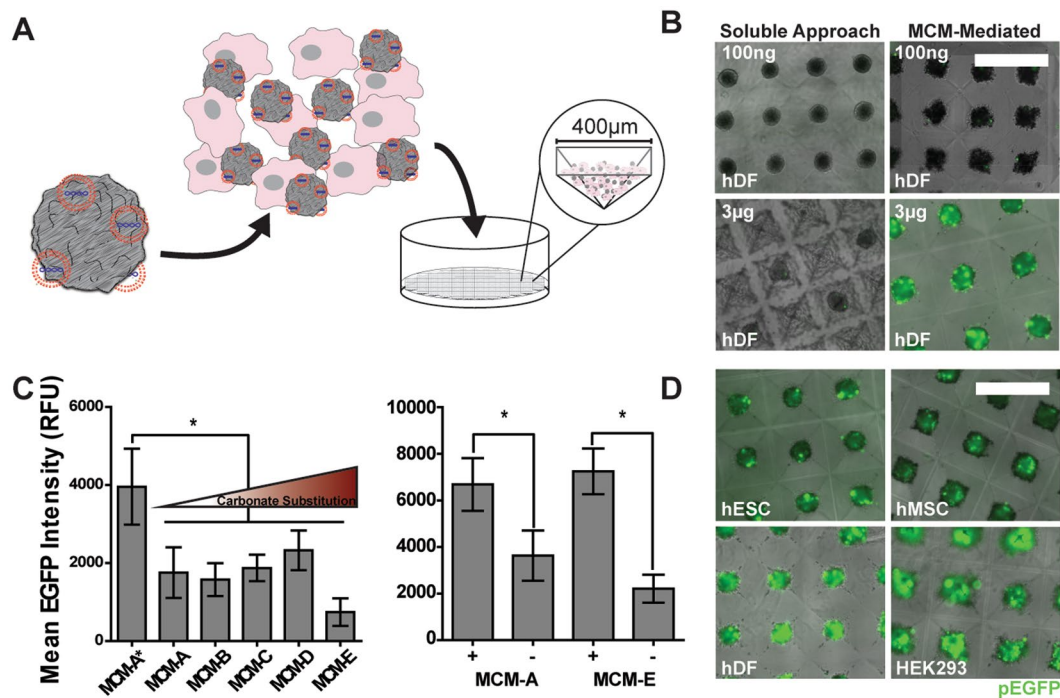 A
400µm
B
Soluble Approach
MCM-Mediated
100ng
hDF
100ng
hDF
3µg
hDF
3µg
hDF
C
Mean EGFP Intensity (RFU)
6000
4000
2000
0
*
Carbonate Substitution
MCM-A*
MCM-A
MCM-B
MCM-C
MCM-D
MCM-E
10000
8000
6000
4000
2000
0
*
*
+ - + -
MCM-A
MCM-E
D
hESC
hMSC
hDF
HEK293
pEGFP